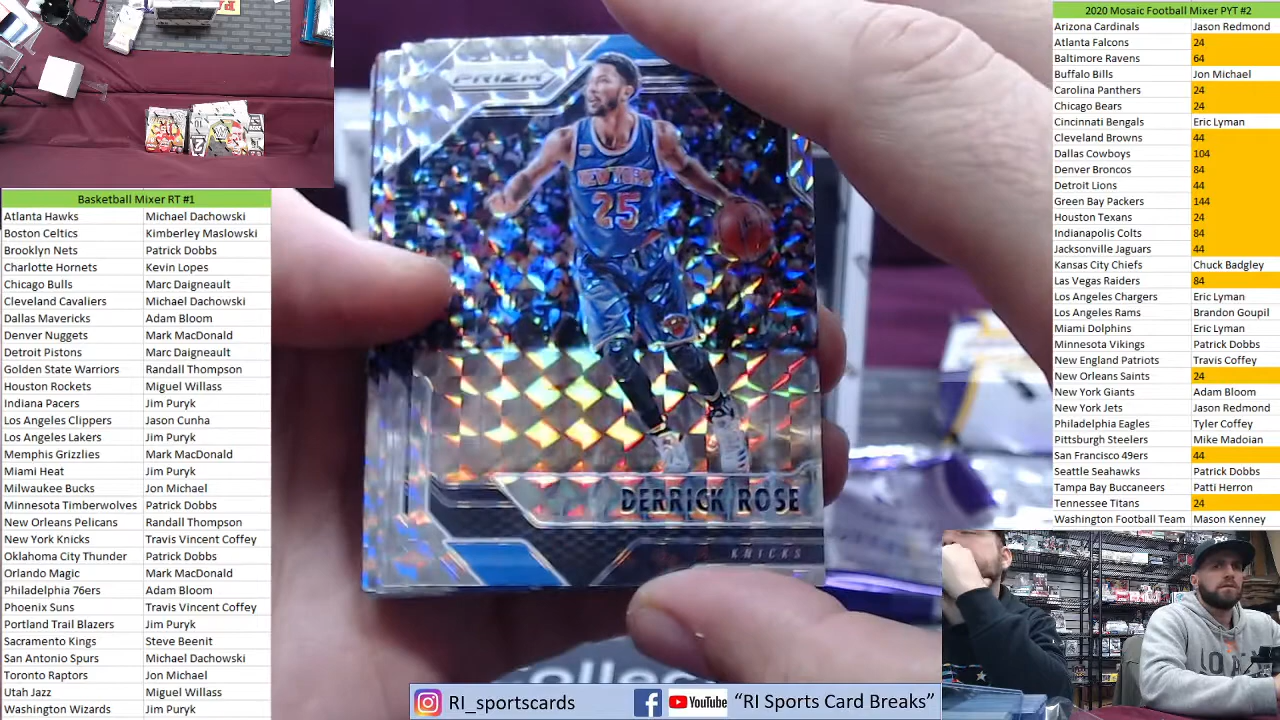 Basketball Mixer RT #1
Atlanta Hawks Michael Dachowski
Boston Celtics Kimberley Maslowski
Brooklyn Nets Patrick Dobbs
Charlotte Hornets Kevin Lopes
Chicago Bulls Marc Daigneault
Cleveland Cavaliers Michael Dachowski
Dallas Mavericks Adam Bloom
Denver Nuggets Mark MacDonald
Detroit Pistons Marc Daigneault
Golden State Warriors Randall Thompson
Houston Rockets Miguel Willass
Indiana Pacers Jim Puryk
Los Angeles Clippers Jason Cunha
Los Angeles Lakers Jim Puryk
Memphis Grizzlies Mark MacDonald
Miami Heat Jim Puryk
Milwaukee Bucks Jon Michael
Minnesota Timberwolves Patrick Dobbs
New Orleans Pelicans Randall Thompson
New York Knicks Travis Vincent Coffey
Oklahoma City Thunder Patrick Dobbs
Orlando Magic Mark MacDonald
Philadelphia 76ers Adam Bloom
Phoenix Suns Travis Vincent Coffey
Portland Trail Blazers Jim Puryk
Sacramento Kings Steve Beenit
San Antonio Spurs Michael Dachowski
Toronto Raptors Jon Michael
Utah Jazz Miguel Willass
Washington Wizards Jim Puryk
PRIZM
NEW YORK
25
DERRICK ROSE
KNICKS
RI_sportscards
YouTube
"RI Sports Card Breaks"
2020 Mosaic Football Mixer PYT #2
Arizona Cardinals Jason Redmond
Atlanta Falcons 24
Baltimore Ravens 64
Buffalo Bills Jon Michael
Carolina Panthers 24
Chicago Bears 24
Cincinnati Bengals Eric Lyman
Cleveland Browns 44
Dallas Cowboys 104
Denver Broncos 84
Detroit Lions 44
Green Bay Packers 144
Houston Texans 24
Indianapolis Colts 84
Jacksonville Jaguars 44
Kansas City Chiefs Chuck Badgley
Las Vegas Raiders 84
Los Angeles Chargers Eric Lyman
Los Angeles Rams Brandon Goupil
Miami Dolphins Eric Lyman
Minnesota Vikings Patrick Dobbs
New England Patriots Travis Coffey
New Orleans Saints 24
New York Giants Adam Bloom
New York Jets Jason Redmond
Philadelphia Eagles Tyler Coffey
Pittsburgh Steelers Mike Madoian
San Francisco 49ers 44
Seattle Seahawks Patrick Dobbs
Tampa Bay Buccaneers Patti Herron
Tennessee Titans 24
Washington Football Team Mason Kenney